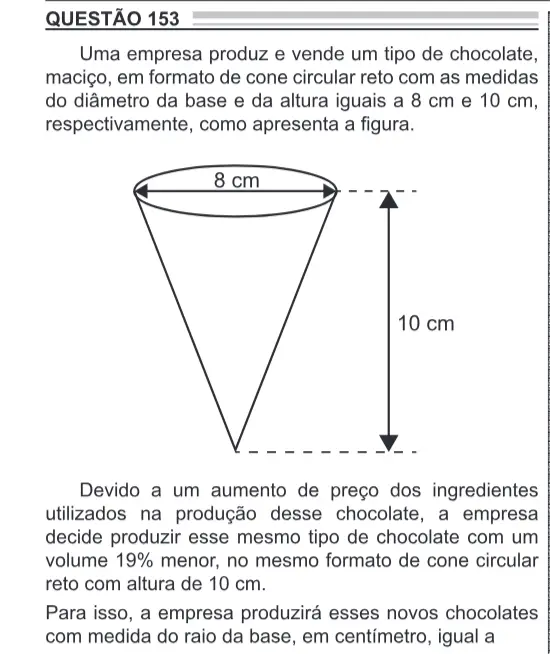 QUESTÃO 153
Uma empresa produz e vende um tipo de chocolate,
maciço, em formato de cone circular reto com as medidas
do diâmetro da base e da altura iguais a 8 cm e 10 cm,
respectivamente, como apresenta a figura.
8 cm
10 cm
Devido a um aumento de preço dos ingredientes
utilizados na produção desse chocolate, a empresa
decide produzir esse mesmo tipo de chocolate com um
volume 19% menor, no mesmo formato de cone circular
reto com altura de 10 cm.
Para isso, a empresa produzirá esses novos chocolates
com medida do raio da base, em centímetro, igual a